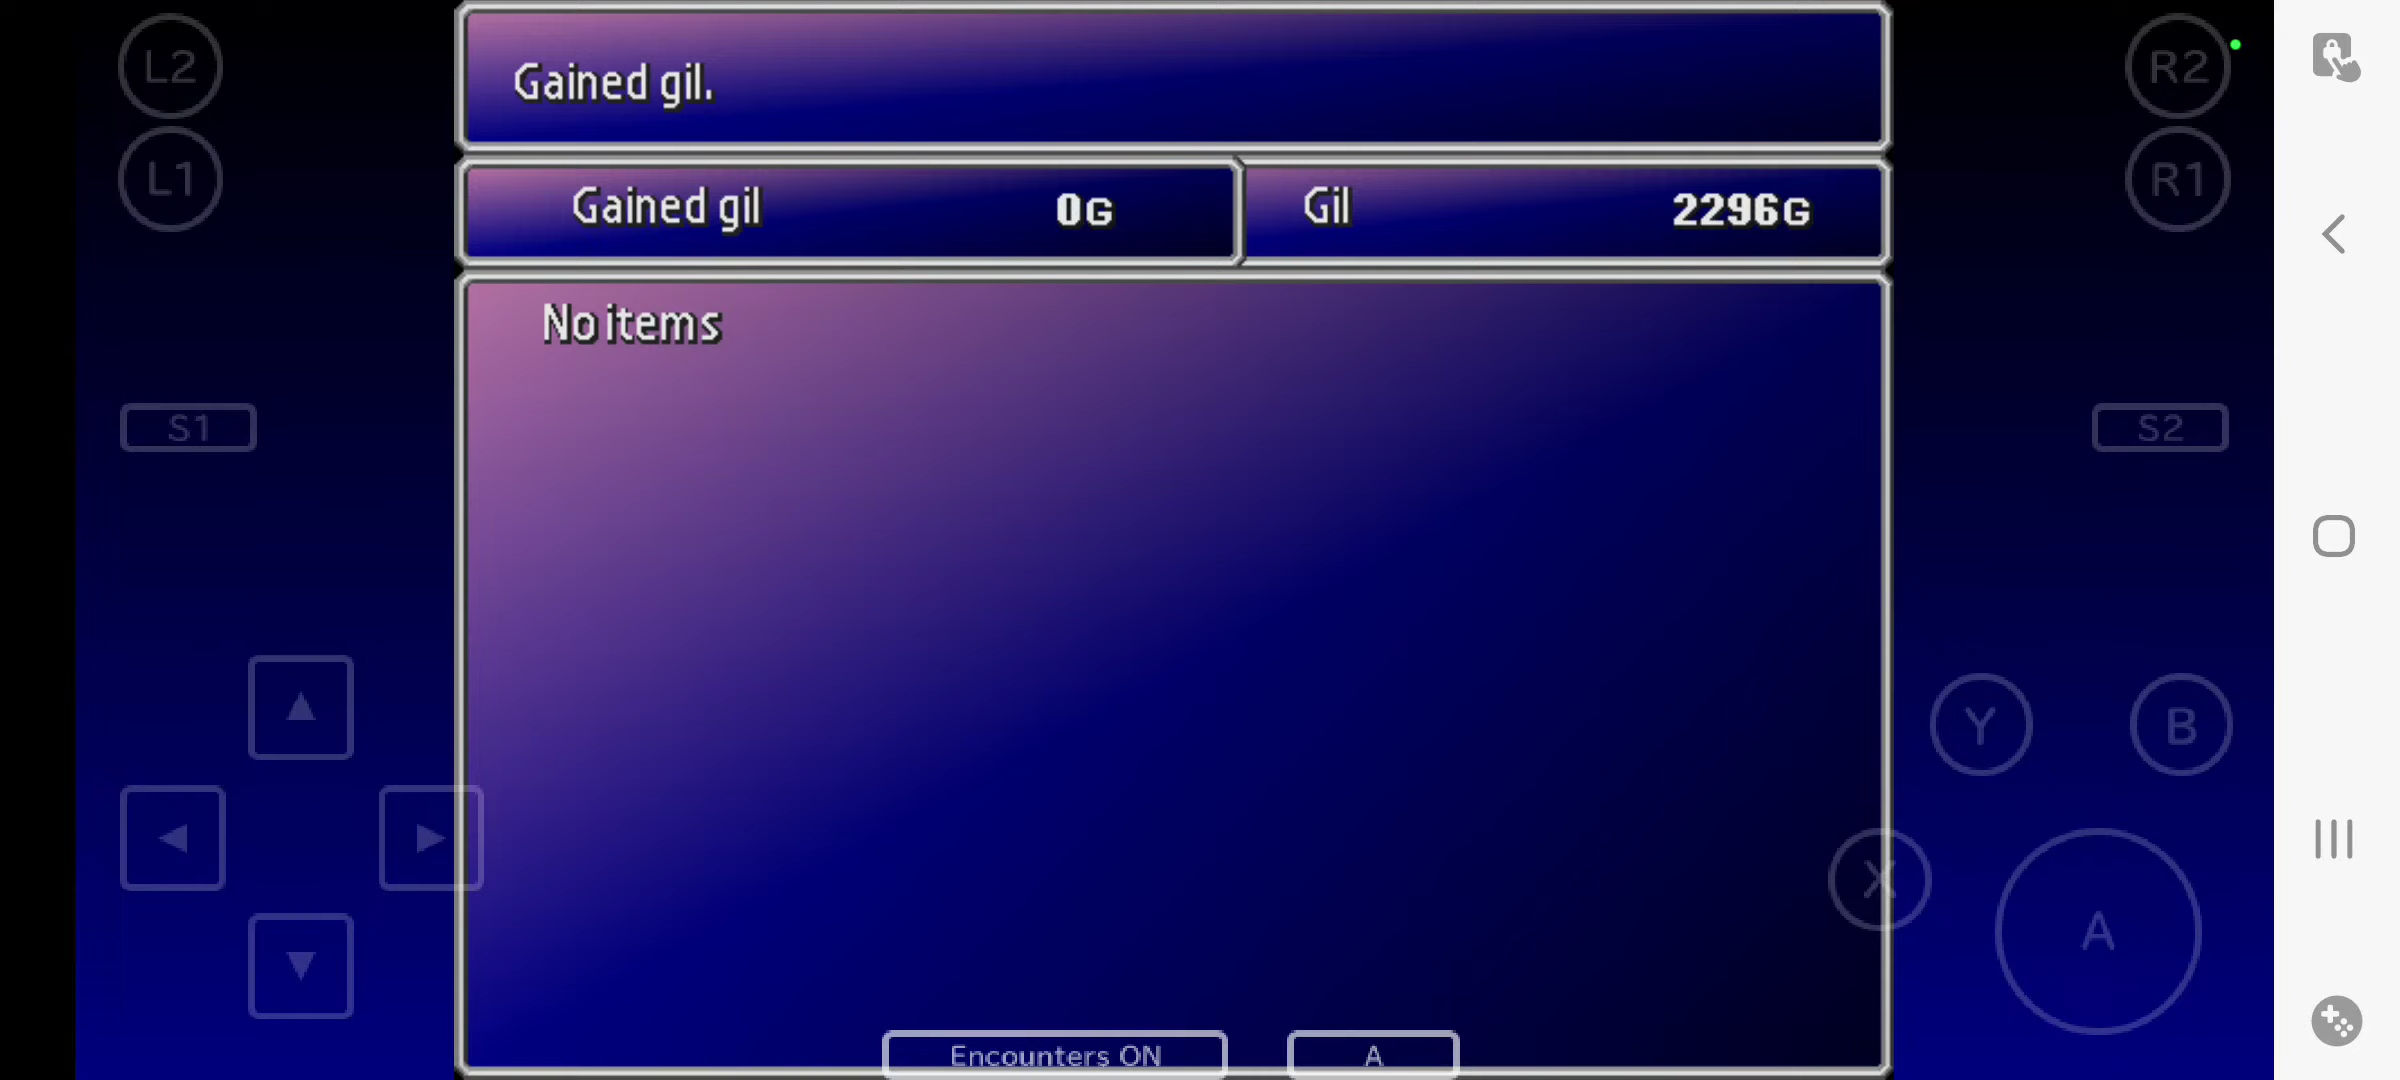 L2
Gained gil.
R2
L1
R1
Gained gil 0G Gil 2296G
No items
S1
S2
Y
B
X
A
Encounters ON
A